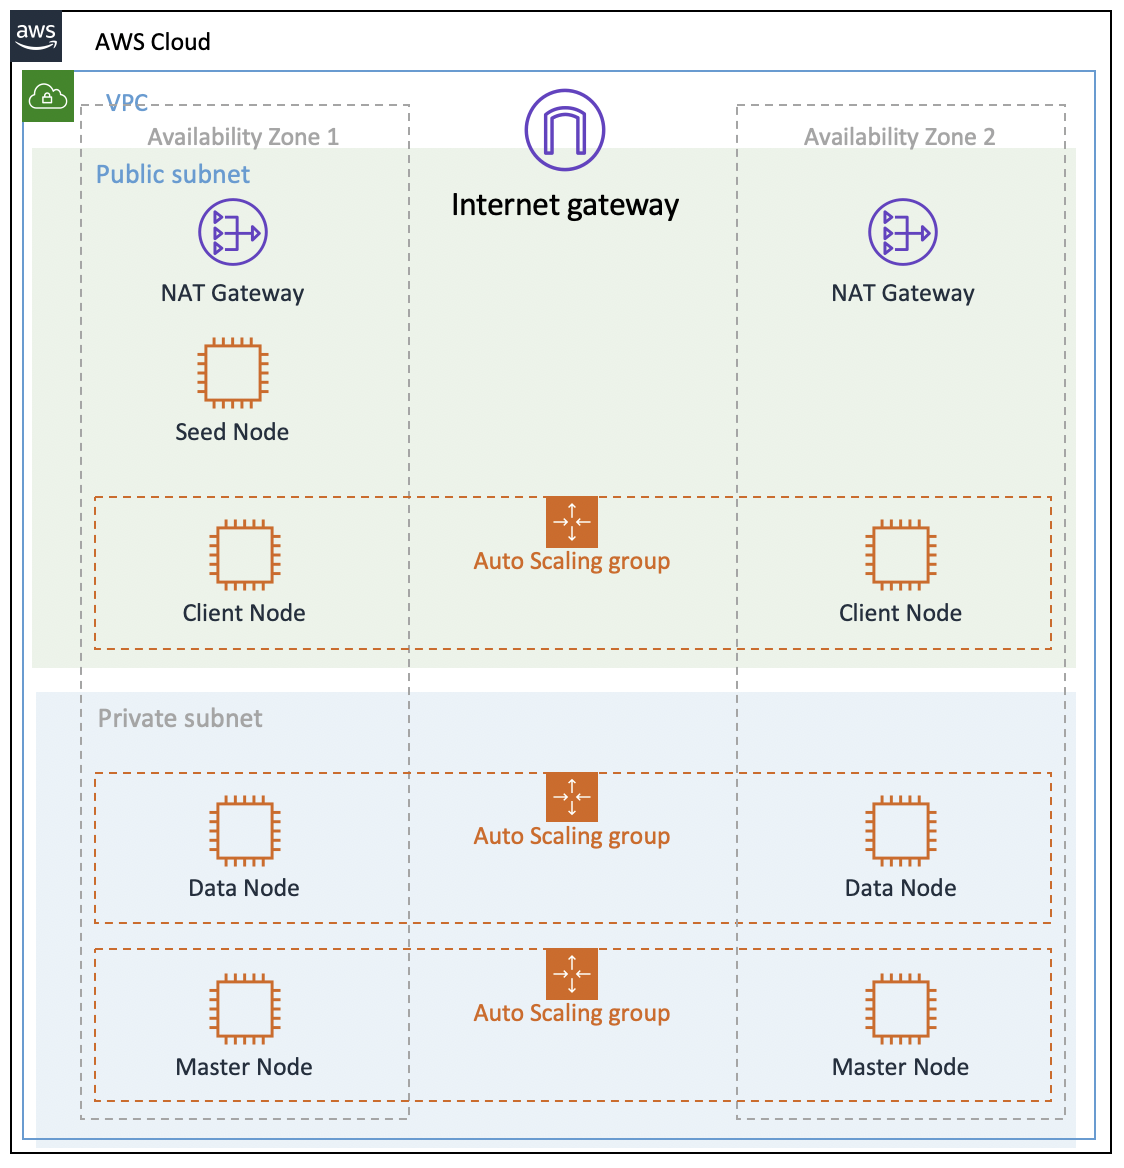 aws
AWS Cloud
VPC
Availability Zone 1
Availability Zone 2
Public subnet
Internet gateway
NAT Gateway
NAT Gateway
Seed Node
Auto Scaling group
Client Node
Client Node
Private subnet
Auto Scaling group
Data Node
Data Node
Auto Scaling group
Master Node
Master Node